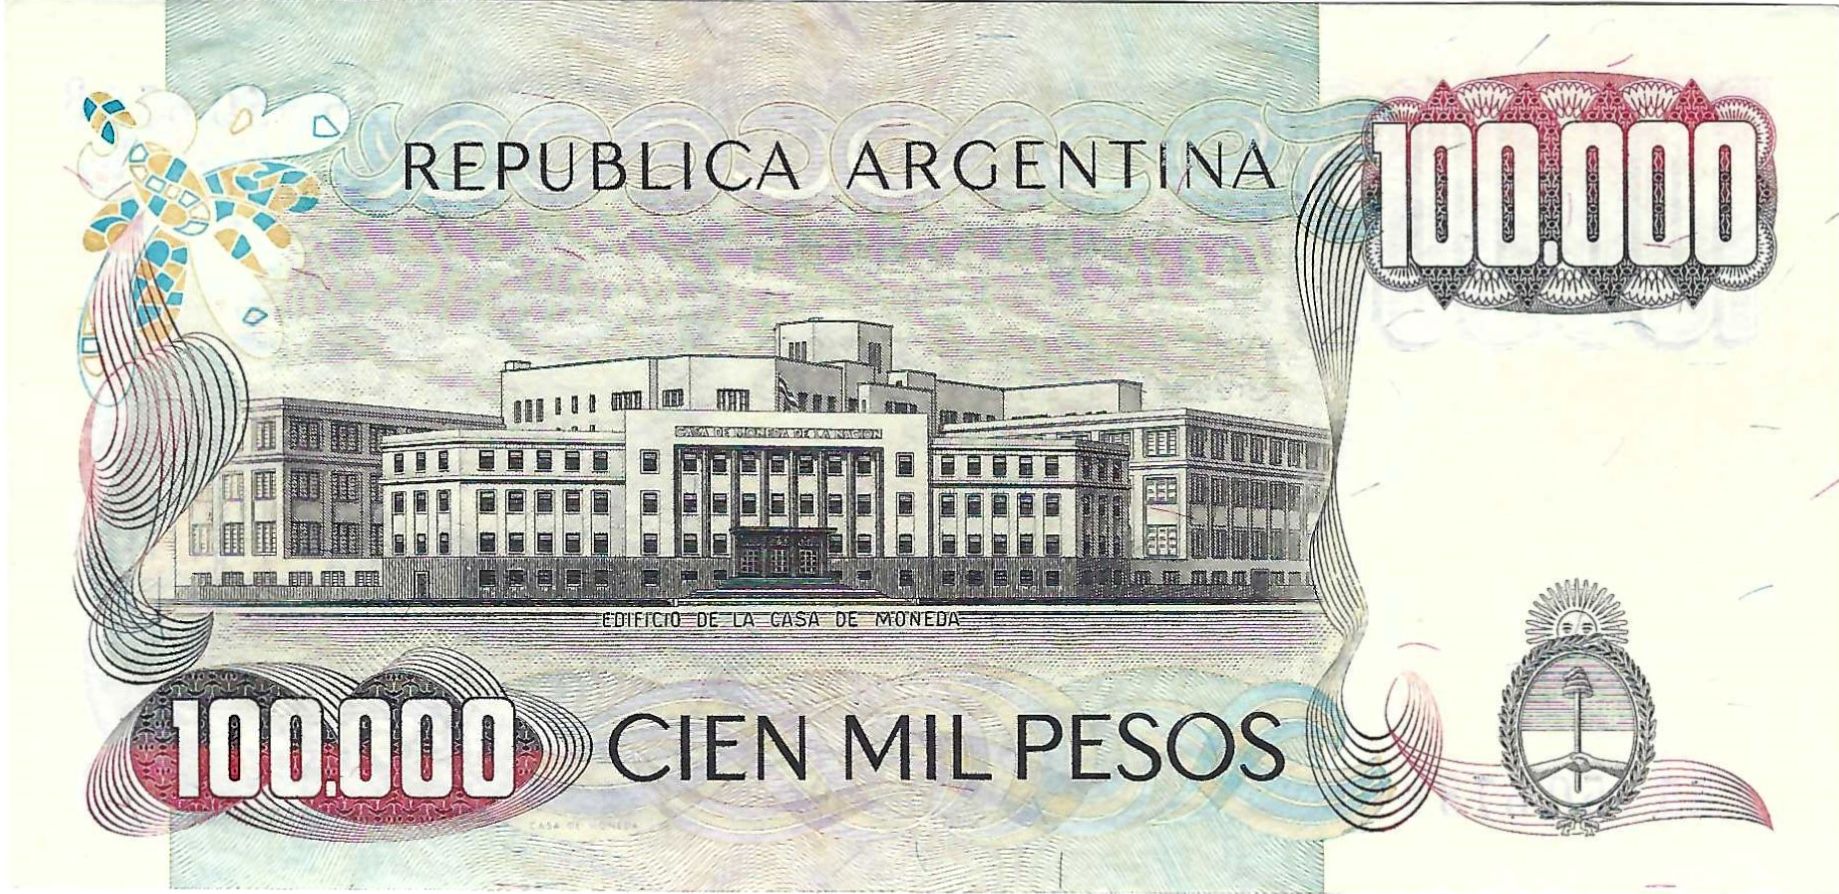 REPUBLICA ARGENTINA
100.000
CASA DE MONEDA DE LA NACION
EDIFICIO DE LA CASA DE MONEDA
100.000
CIEN MIL PESOS
CASA DE MONEDA